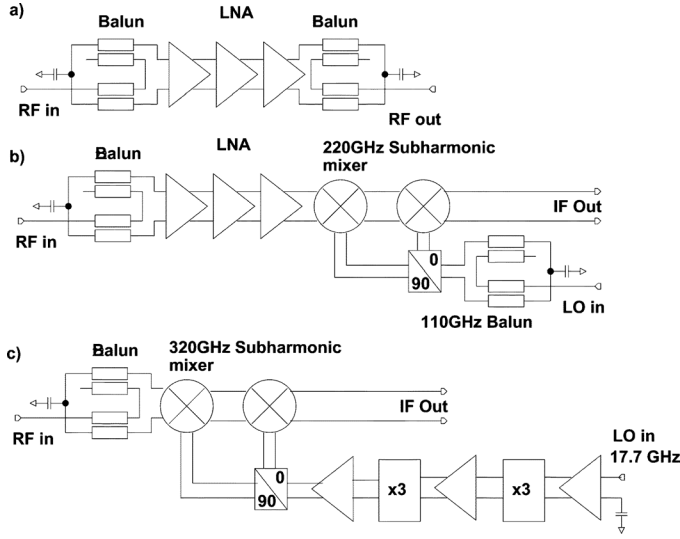 a)
LNA
Balun
Balun
RF in
RF out
b)
LNA
220GHz Subharmonic
mixer
Balun
IF Out
RF in
0
90
LO in
110GHz Balun
c)
320GHz Subharmonic
mixer
Balun
IF Out
RF in
LO in
17.7 GHz
0
90
x3
x3